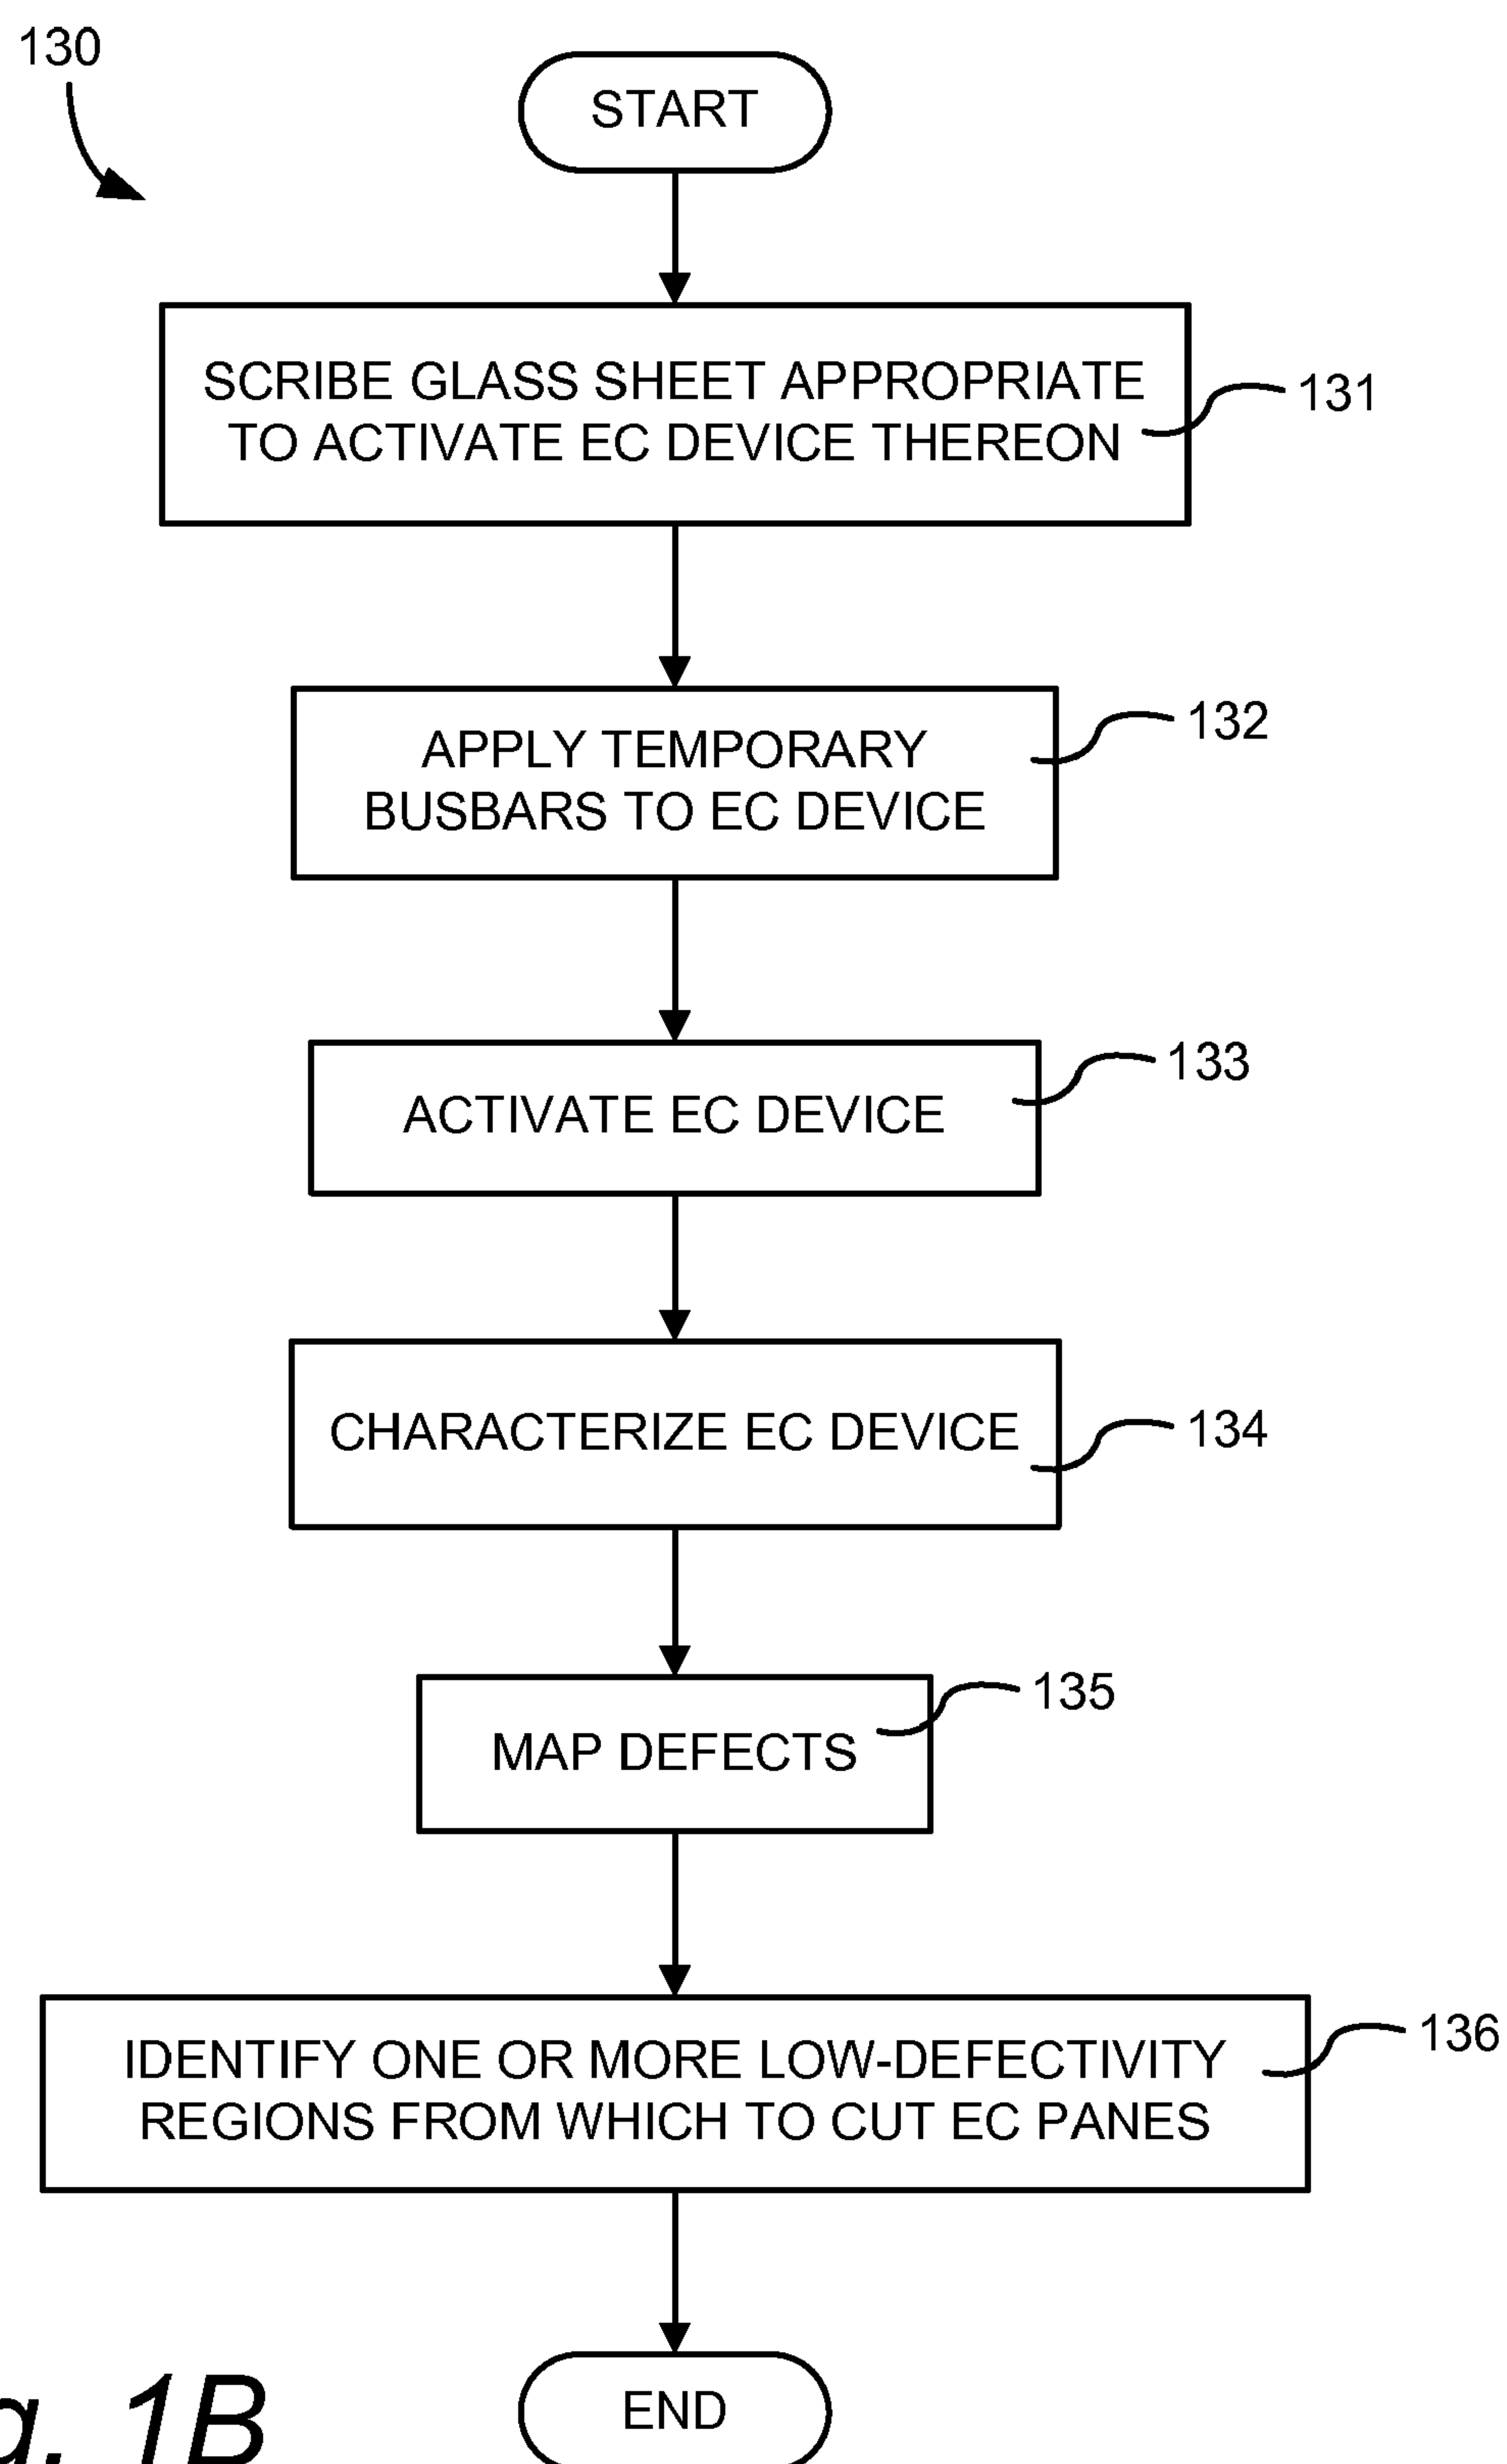 130
START
SCRIBE GLASS SHEET APPROPRIATE
TO ACTIVATE EC DEVICE THEREON
131
APPLY TEMPORARY
BUSBARS TO EC DEVICE
132
ACTIVATE EC DEVICE
133
CHARACTERIZE EC DEVICE
134
MAP DEFECTS
135
IDENTIFY ONE OR MORE LOW-DEFECTIVITY
REGIONS FROM WHICH TO CUT EC PANES
136
END
1B